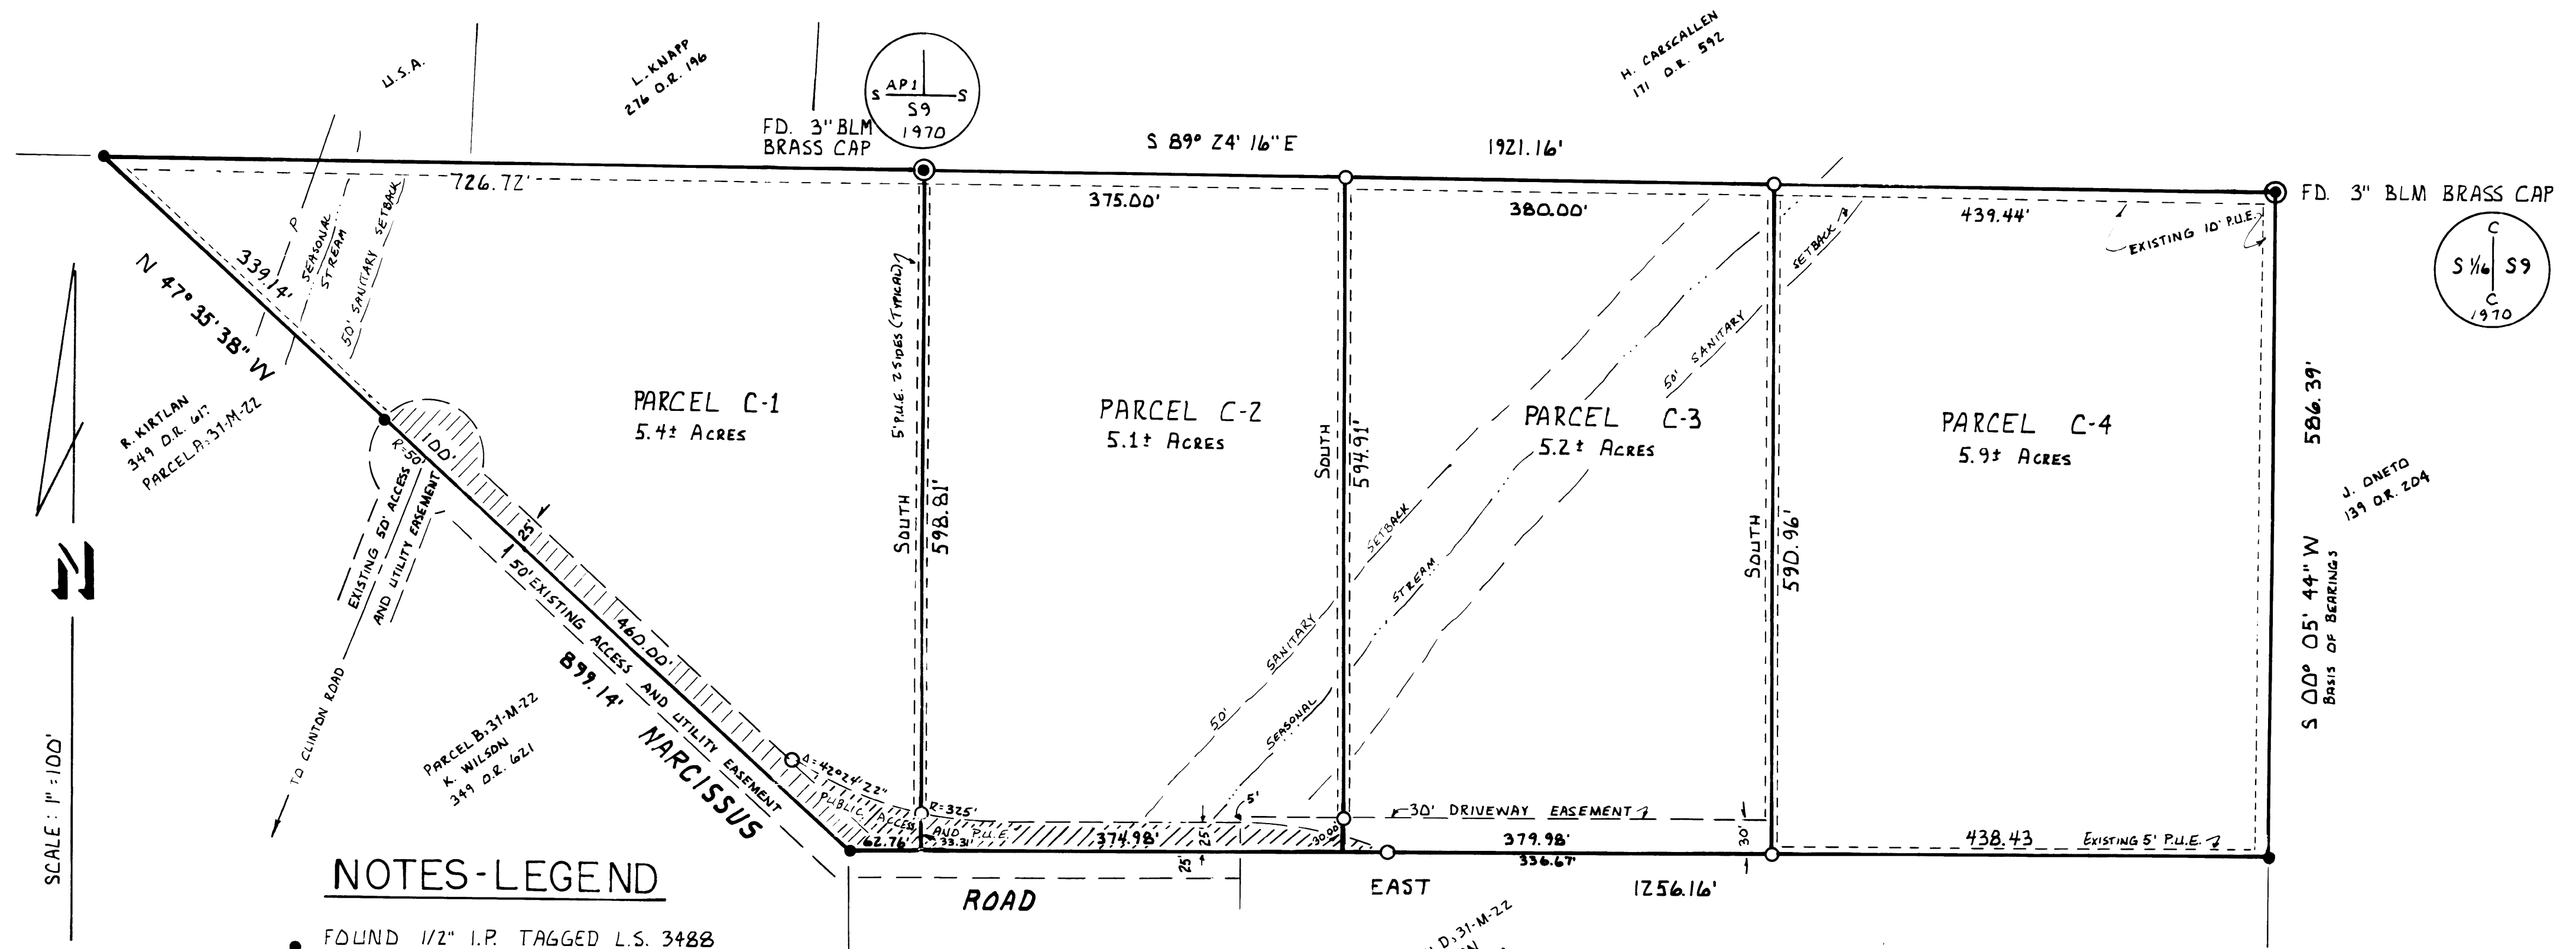 U.S.A.
L. KNAPP
276 O.R. 196
H. CARSCALLEN
171 O.R. 592
AP1
S S
S9
1970
FD. 3" BLM
BRASS CAP
S 89° 24' 16" E
1921.16'
726.72'
375.00'
380.00'
439.44'
EXISTING 10' P.U.E.
FD. 3" BLM BRASS CAP
C
S 1/16 S9
C
1970
P
SEASONAL
STREAM
50' SANITARY SETBACK
339.14'
N 47° 35' 38" W
R. KIRTLAN
349 O.R. 617
PARCEL A, 31-M-22
5' P.U.E. 2 SIDES (TYPICAL)
SETBACK
50' SANITARY
PARCEL C-1
5.4± ACRES
PARCEL C-2
5.1± ACRES
PARCEL C-3
5.2± ACRES
PARCEL C-4
5.9± ACRES
586.39'
S 00° 05' 44" W
BASIS OF BEARINGS
J. ONETO
139 O.R. 204
100'
R=50'
EXISTING 50' ACCESS
AND UTILITY EASEMENT
25'
50' EXISTING ACCESS AND UTILITY EASEMENT
460.00'
899.14'
SOUTH
598.81'
SOUTH
594.91'
SOUTH
590.96'
50' SANITARY SETBACK
SEASONAL STREAM
TO CLINTON ROAD
PARCEL B, 31-M-22
K. WILSON
349 O.R. 621
NARCISSUS
Δ=42°24'22"
R=325'
PUBLIC ACCESS AND P.U.E.
5'
30' DRIVEWAY EASEMENT
62.76'
33.31'
374.98'
25'
25'
30.00'
379.98'
336.67'
30'
438.43
EXISTING 5' P.U.E.
ROAD
EAST
1256.16'
N
SCALE: 1"=100'
NOTES-LEGEND
FOUND 1/2" I.P. TAGGED L.S. 3488
D, 31-M-22